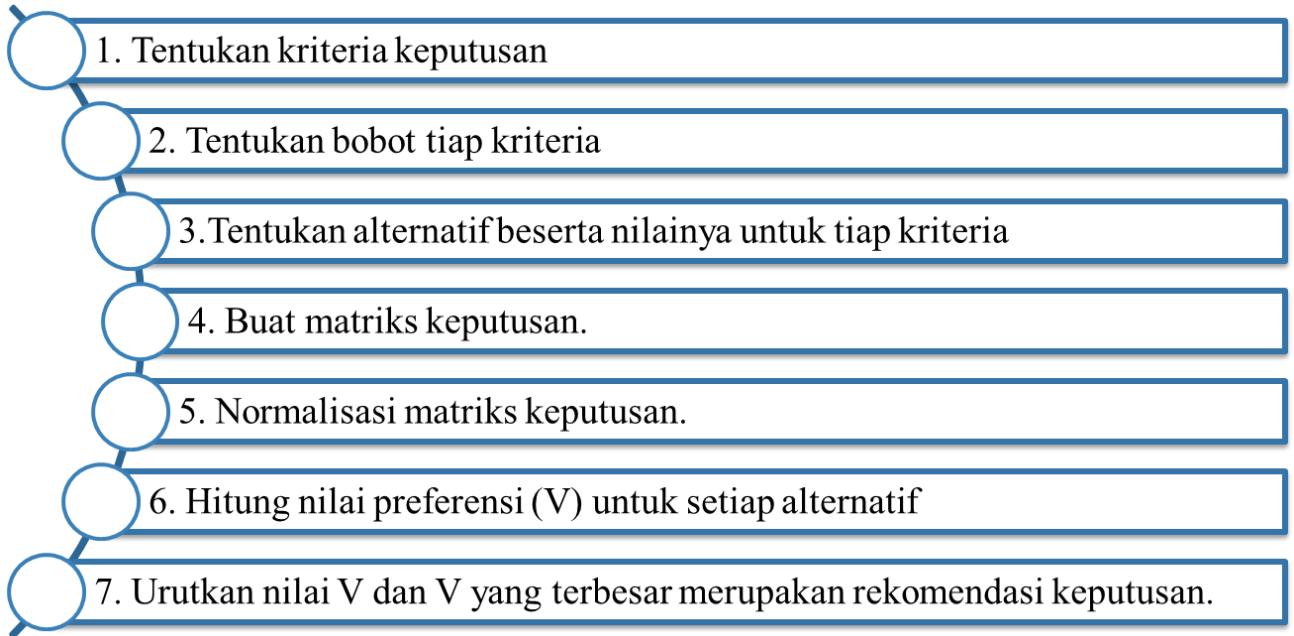 1. Tentukan kriteria keputusan
2. Tentukan bobot tiap kriteria
3.Tentukan alternatif beserta nilainya untuk tiap kriteria
4. Buat matriks keputusan.
5. Normalisasi matriks keputusan.
6. Hitung nilai preferensi (V) untuk setiap alternatif
7. Urutkan nilai V dan V yang terbesar merupakan rekomendasi keputusan.